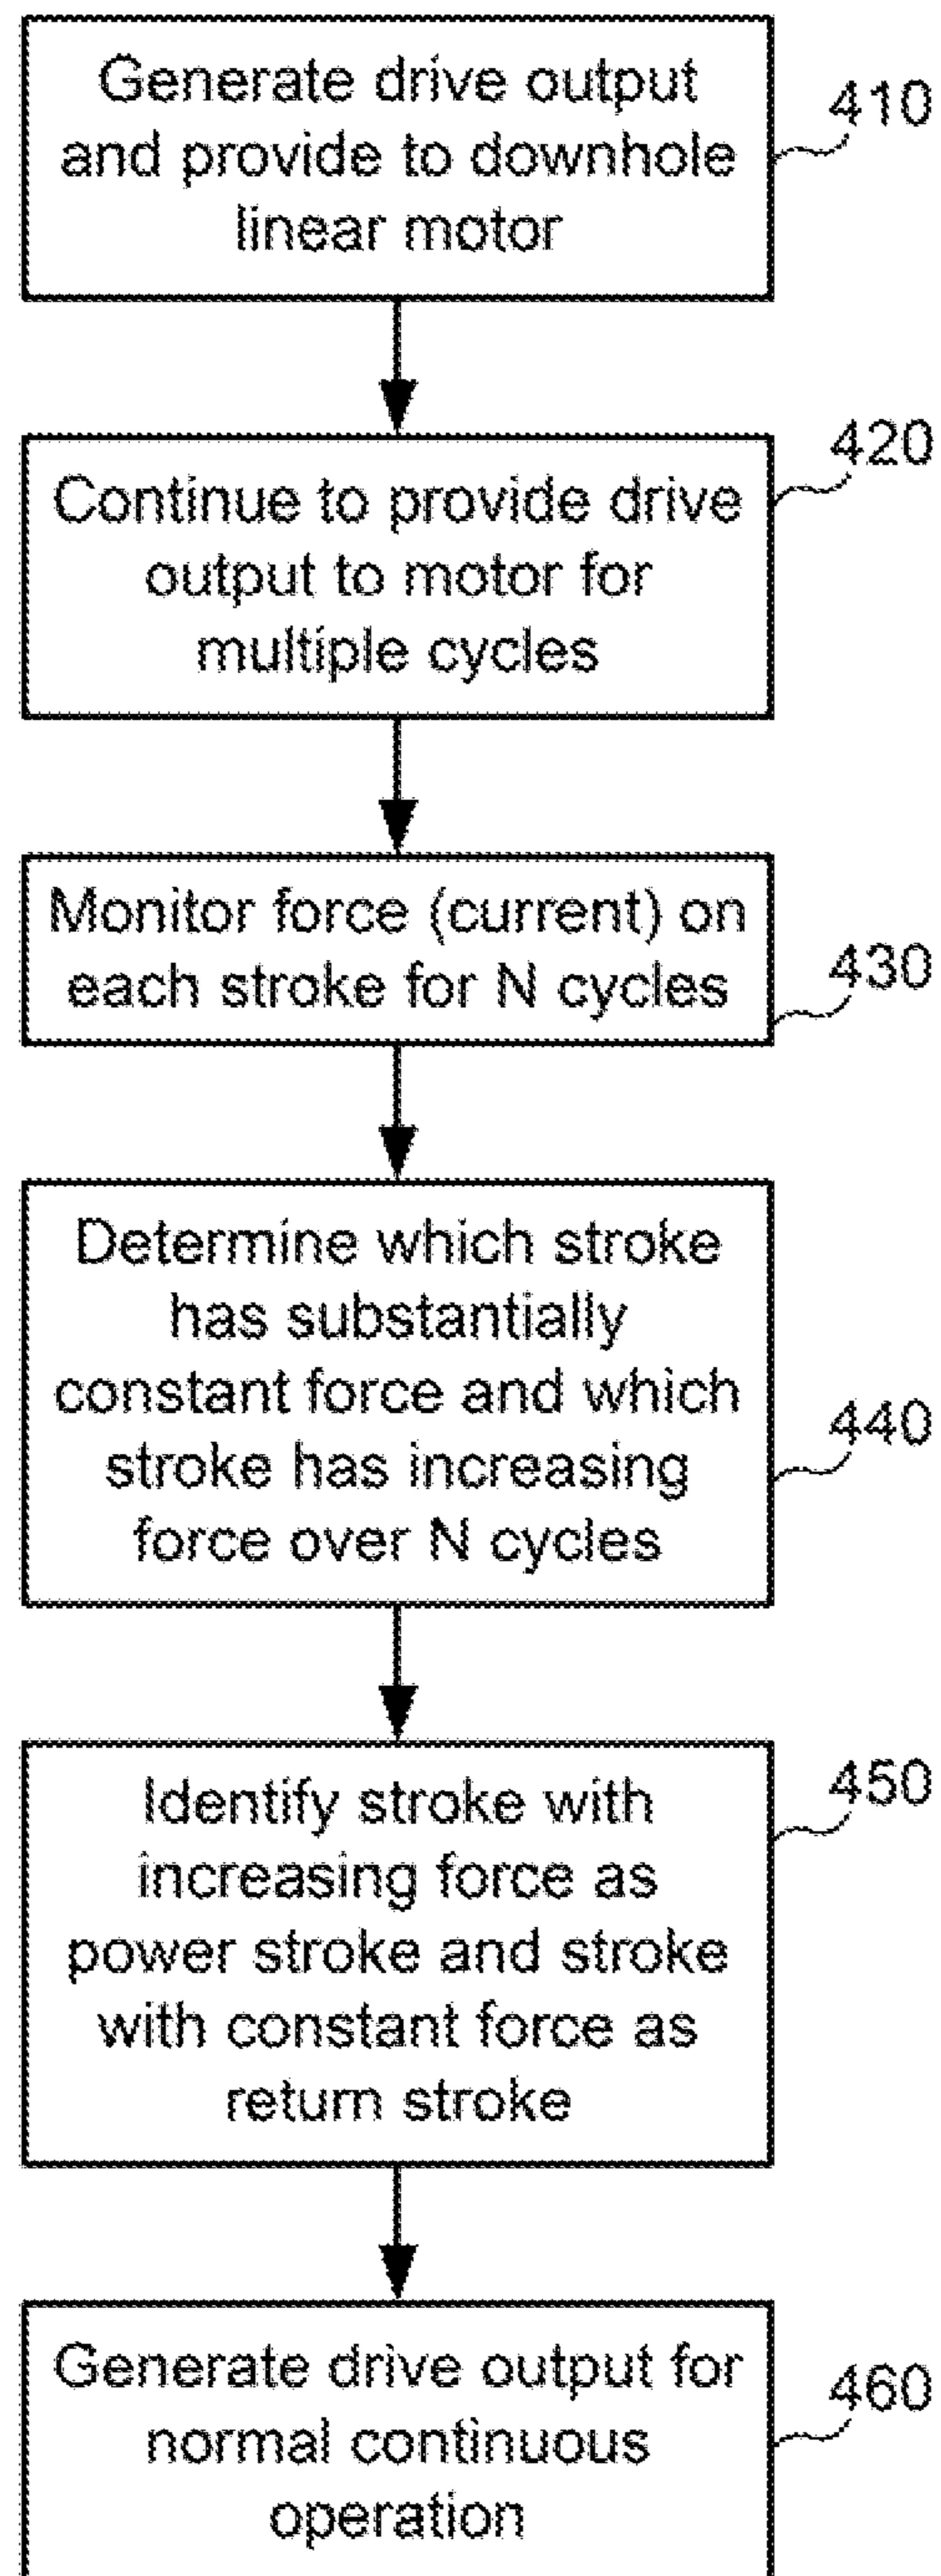 Generate drive output
and provide to downhole
linear motor
410
Continue to provide drive
output to motor for
multiple cycles
420
Monitor force (current) on
each stroke for N cycles
430
Determine which stroke
has substantially
constant force and which
stroke has increasing
force over N cycles
440
Identify stroke with
increasing force as
power stroke and stroke
with constant force as
return stroke
450
Generate drive output for
normal continuous
operation
460